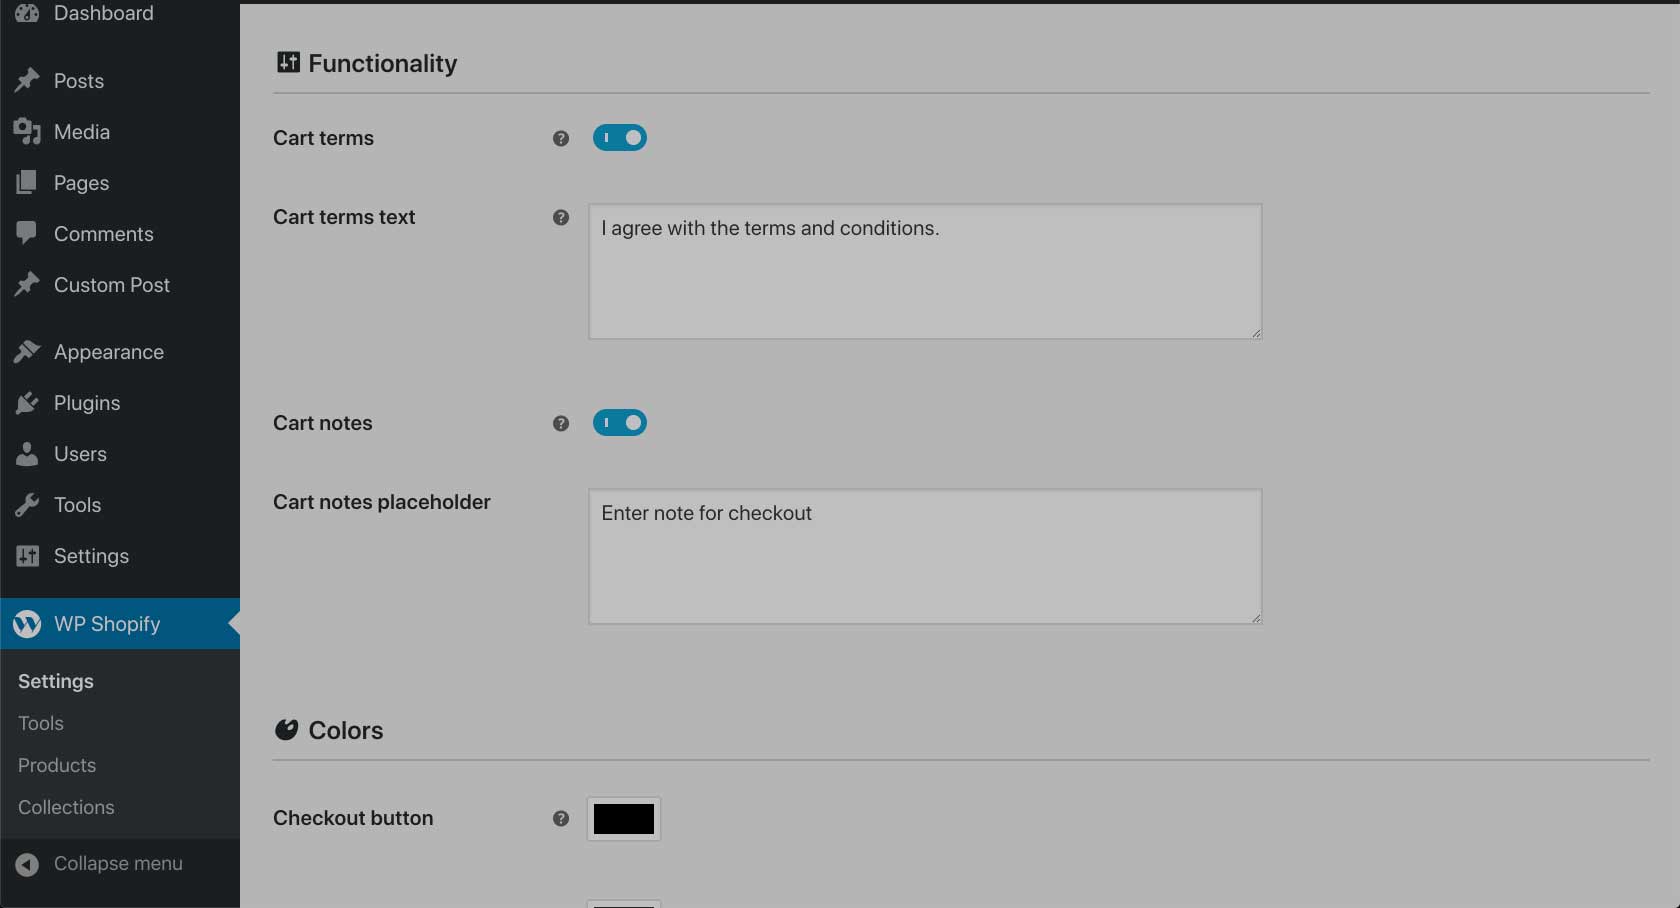 Dashboard
Posts
Media
Pages
Comments
Custom Post
Appearance
Plugins
Users
Tools
Settings
WP Shopify
Settings
Tools
Products
Collections
Collapse menu
Functionality
Cart terms
Cart terms text
I agree with the terms and conditions.
Cart notes
Cart notes placeholder
Enter note for checkout
Colors
Checkout button